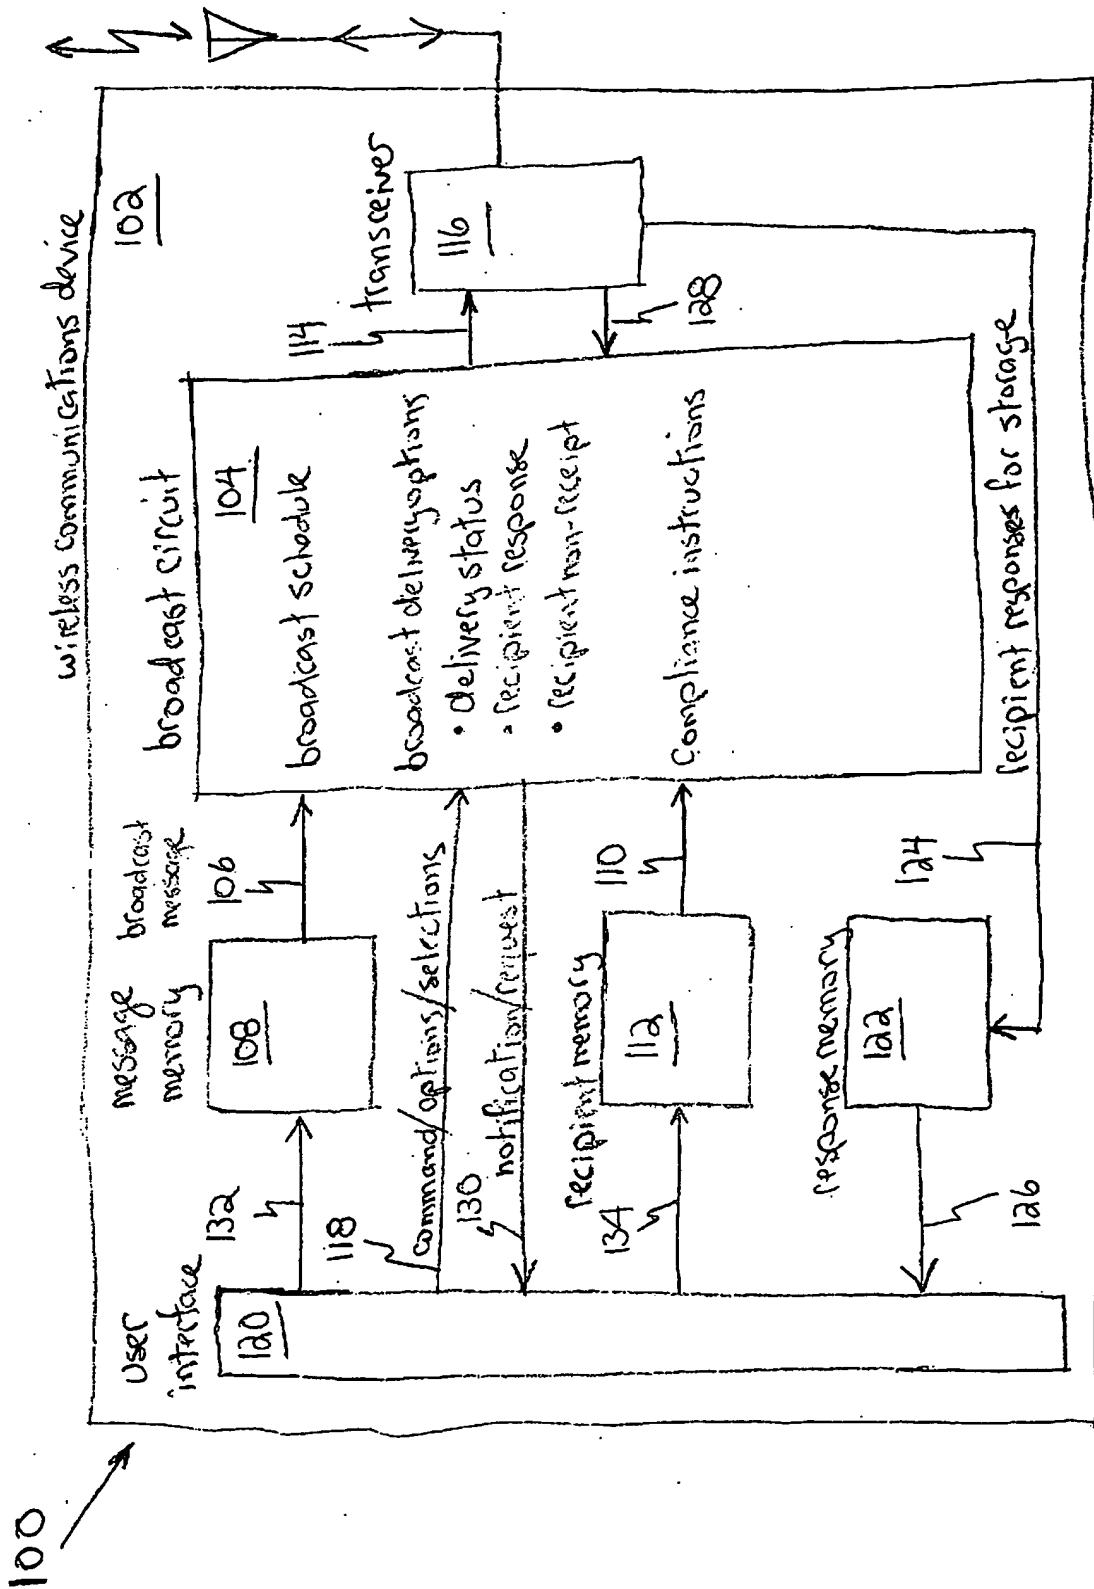 100
wireless communications device
102
User
interface
120
132
message
memory
108
broadcast
message
106
broadcast circuit
104
broadcast schedule
broadcast delivery options
• delivery status
• recipient response
• recipient non-receipt
Compliance instructions
114
transceiver
116
128
118
command/options/selections
130
notification/request
134
recipient memory
112
110
response memory
122
126
124
recipient responses for storage